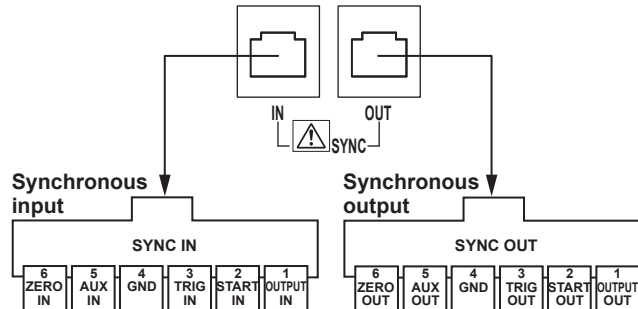 IN OUT
SYNC
Synchronous
input
SYNC IN
6 5 4 3 2 1
ZERO AUX GND TRIG START OUTPUT
IN IN IN IN IN
Synchronous
output
SYNC OUT
6 5 4 3 2 1
ZERO AUX GND TRIG START OUTPUT
OUT OUT OUT OUT OUT